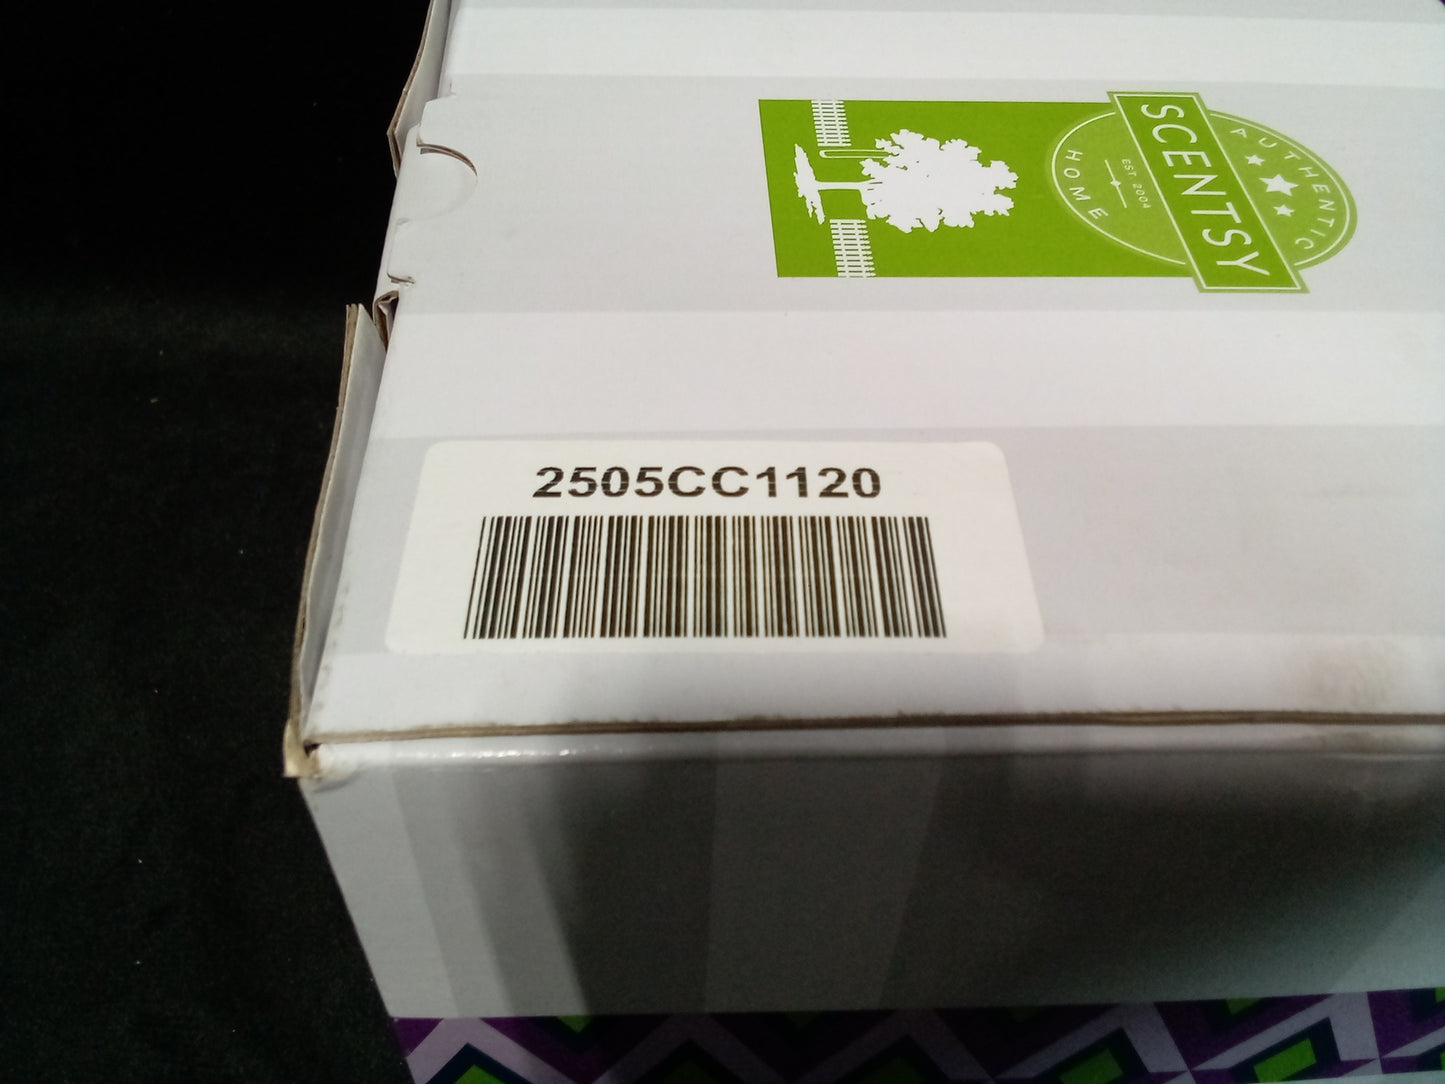 AUTHENTIC
SCENTSY
EST 2004
HOME
2505CC1120